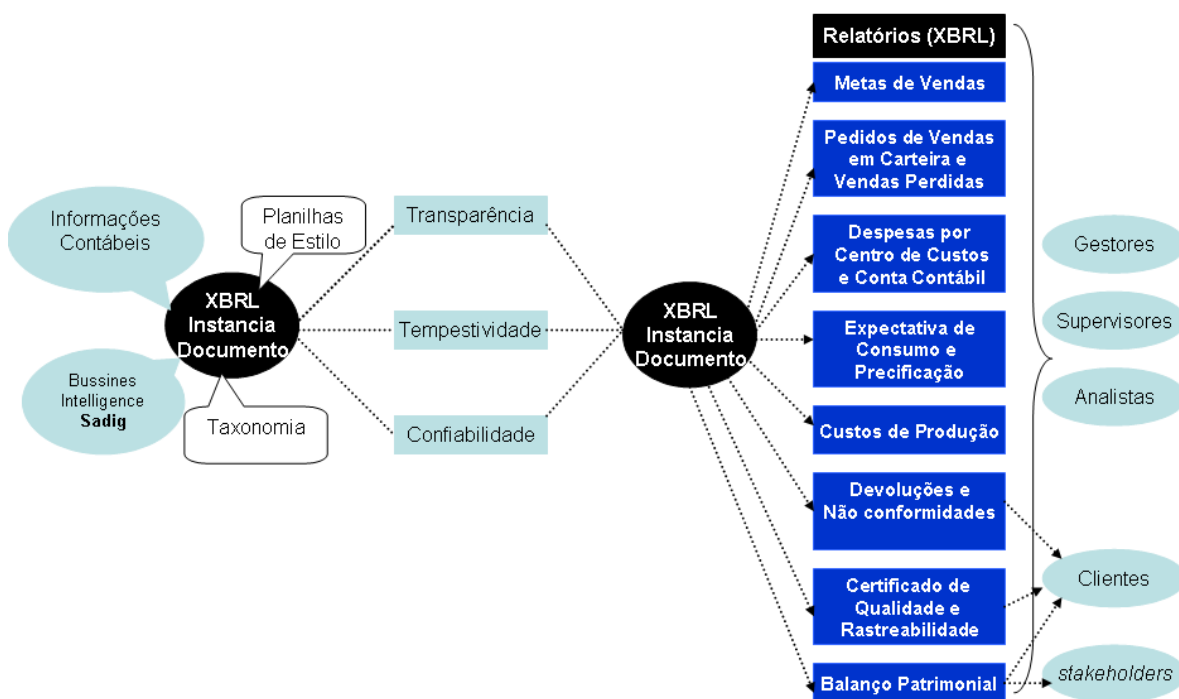 Informações
Contábeis
Planilhas
de Estilo
XBRL
Instancia
Documento
Bussines
Intelligence
Sadig
Taxonomia
Transparência
Tempestividade
Confiabilidade
XBRL
Instancia
Documento
Relatórios (XBRL)
Metas de Vendas
Pedidos de Vendas
em Carteira e
Vendas Perdidas
Despesas por
Centro de Custos
e Conta Contábil
Expectativa de
Consumo e
Precificação
Custos de Produção
Devoluções e
Não conformidades
Certificado de
Qualidade e
Rastreabilidade
Balanço Patrimonial
Gestores
Supervisores
Analistas
Clientes
stakeholders